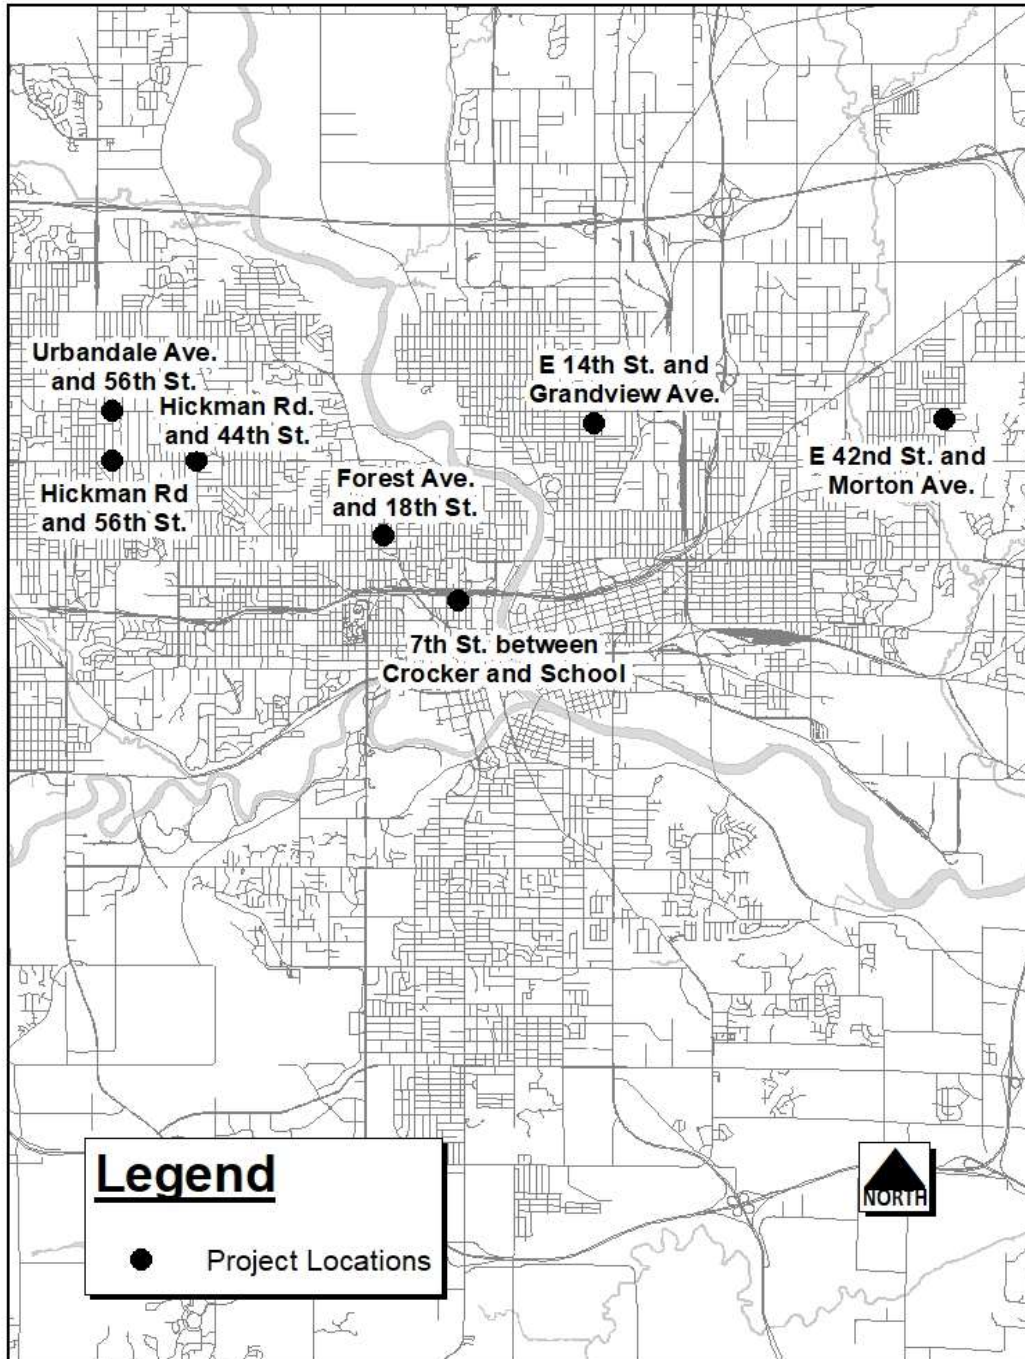 Urbandale Ave.
and 56th St.
Hickman Rd.
and 44th St.
Hickman Rd
and 56th St.
Forest Ave.
and 18th St.
E 14th St. and
Grandview Ave.
E 42nd St. and
Morton Ave.
7th St. between
Crocker and School
Legend
Project Locations
NORTH